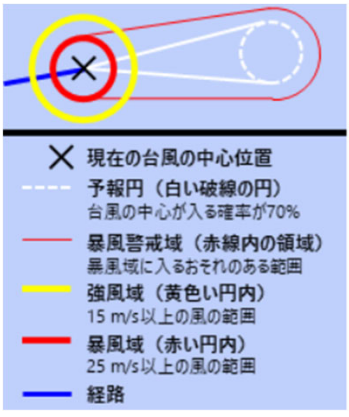 現在の台風の中心位置
予報円（白い破線の円）
台風の中心が入る確率が70%
暴風警戒域（赤線内の領域）
暴風域に入るおそれのある範囲
強風域（黄色い円内）
15 m/s以上の風の範囲
暴風域（赤い円内）
25 m/s以上の風の範囲
経路